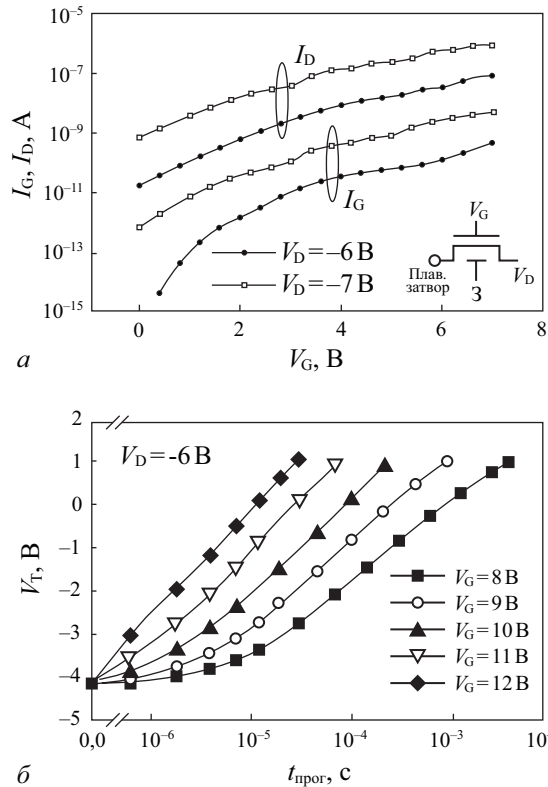 10⁻⁵
10⁻⁷
10⁻⁹
10⁻¹¹
10⁻¹³
10⁻¹⁵
I_G, I_D, А
I_D
I_G
V_D = –6 В
V_D = –7 В
V_G
Плав.
затвор
З
V_D
0 2 4 6 8
V_G, В
а
2
1
0
–1
–2
–3
–4
–5
V_T, В
V_D = -6 В
V_G = 8 В
V_G = 9 В
V_G = 10 В
V_G = 11 В
V_G = 12 В
0,0 10⁻⁶ 10⁻⁵ 10⁻⁴ 10⁻³
t_прог, с
б